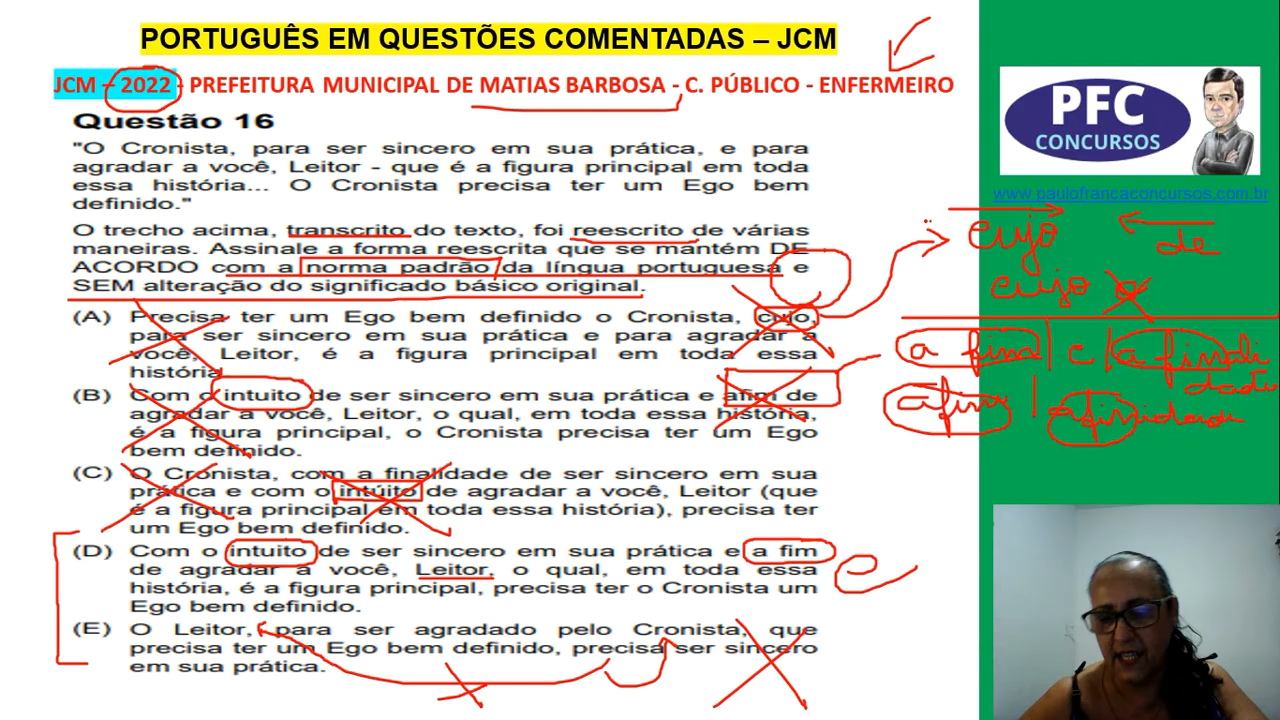 PORTUGUÊS EM QUESTÕES COMENTADAS – JCM
JCM – 2022 - PREFEITURA MUNICIPAL DE MATIAS BARBOSA - C. PÚBLICO - ENFERMEIRO
Questão 16
"O Cronista, para ser sincero em sua prática, e para
agradar a você, Leitor - que é a figura principal em toda
essa história... O Cronista precisa ter um Ego bem
definido."
O trecho acima, transcrito do texto, foi reescrito de várias
maneiras. Assinale a forma reescrita que se mantém DE
ACORDO com a norma padrão da língua portuguesa e
SEM alteração do significado básico original.
(A) Precisa ter um Ego bem definido o Cronista, cujo,
para ser sincero em sua prática e para agradar a
você, Leitor, é a figura principal em toda essa
história.
(B) Com o intuito de ser sincero em sua prática e afim de
agradar a você, Leitor, o qual, em toda essa história,
é a figura principal, o Cronista precisa ter um Ego
bem definido.
(C) O Cronista, com a finalidade de ser sincero em sua
prática e com o intúito de agradar a você, Leitor (que
é a figura principal em toda essa história), precisa ter
um Ego bem definido.
(D) Com o intuito de ser sincero em sua prática e a fim
de agradar a você, Leitor, o qual, em toda essa
história, é a figura principal, precisa ter o Cronista um
Ego bem definido.
(E) O Leitor, para ser agradado pelo Cronista, que
precisa ter um Ego bem definido, precisa ser sincero
em sua prática.
e
PFC
CONCURSOS
www.paulofrancaconcursos.com.br
cujo de
cujo o
a fim c/ a finalidade
afim afinidade